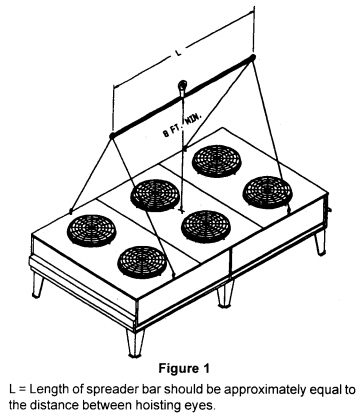 L
8 FT. MIN.
Figure 1
L = Length of spreader bar should be approximately equal to
the distance between hoisting eyes.